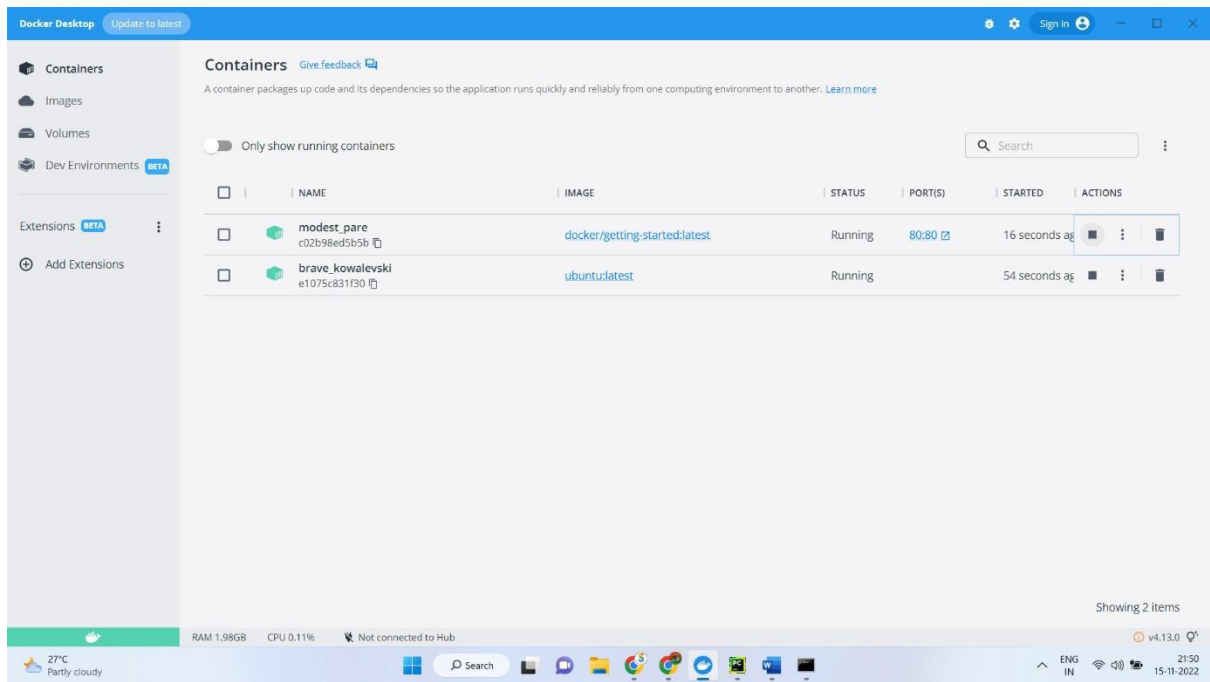 Docker Desktop Update to latest Sign in
Containers
Images
Volumes
Dev Environments BETA
Extensions BETA
Add Extensions
Containers Give feedback
A container packages up code and its dependencies so the application runs quickly and reliably from one computing environment to another. Learn more
Only show running containers
Search
NAME IMAGE STATUS PORT(S) STARTED ACTIONS
modest_pare docker/getting-started:latest Running 80:80 16 seconds ag
c02b98ed5b5b
brave_kowalevski ubuntu:latest Running 54 seconds ag
e1075c831f30
Showing 2 items
RAM 1.98GB CPU 0.11% Not connected to Hub v4.13.0
27°C
Partly cloudy
Search
ENG
IN
21:50
15-11-2022